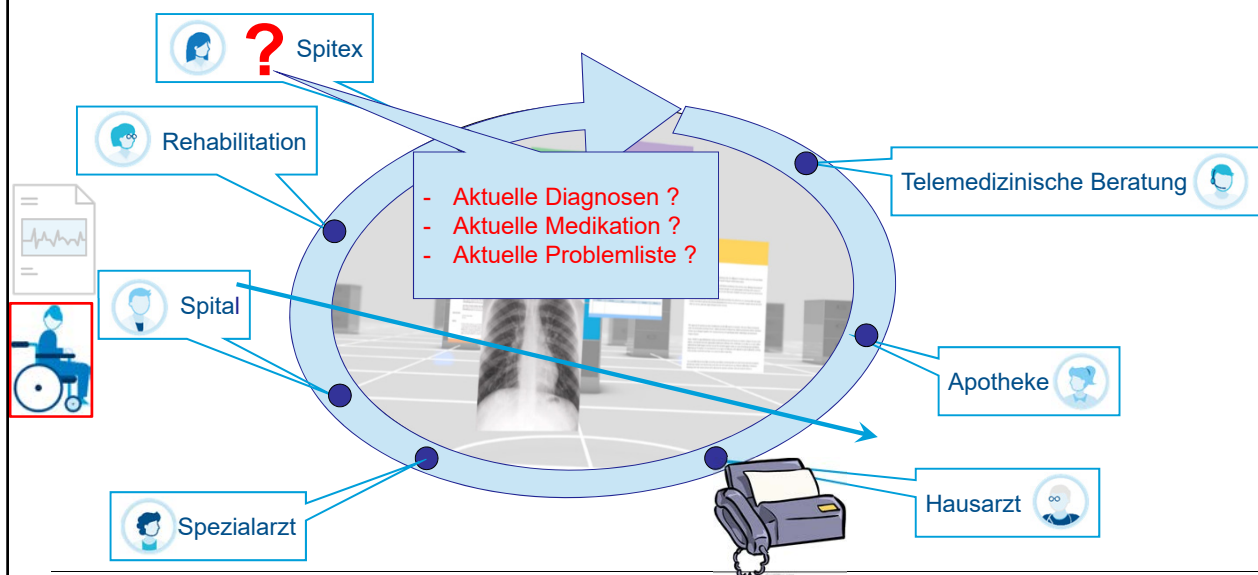 ? Spitex
Rehabilitation
- Aktuelle Diagnosen ?
- Aktuelle Medikation ?
- Aktuelle Problemliste ?
Telemedizinische Beratung
Spital
Apotheke
Hausarzt
Spezialarzt